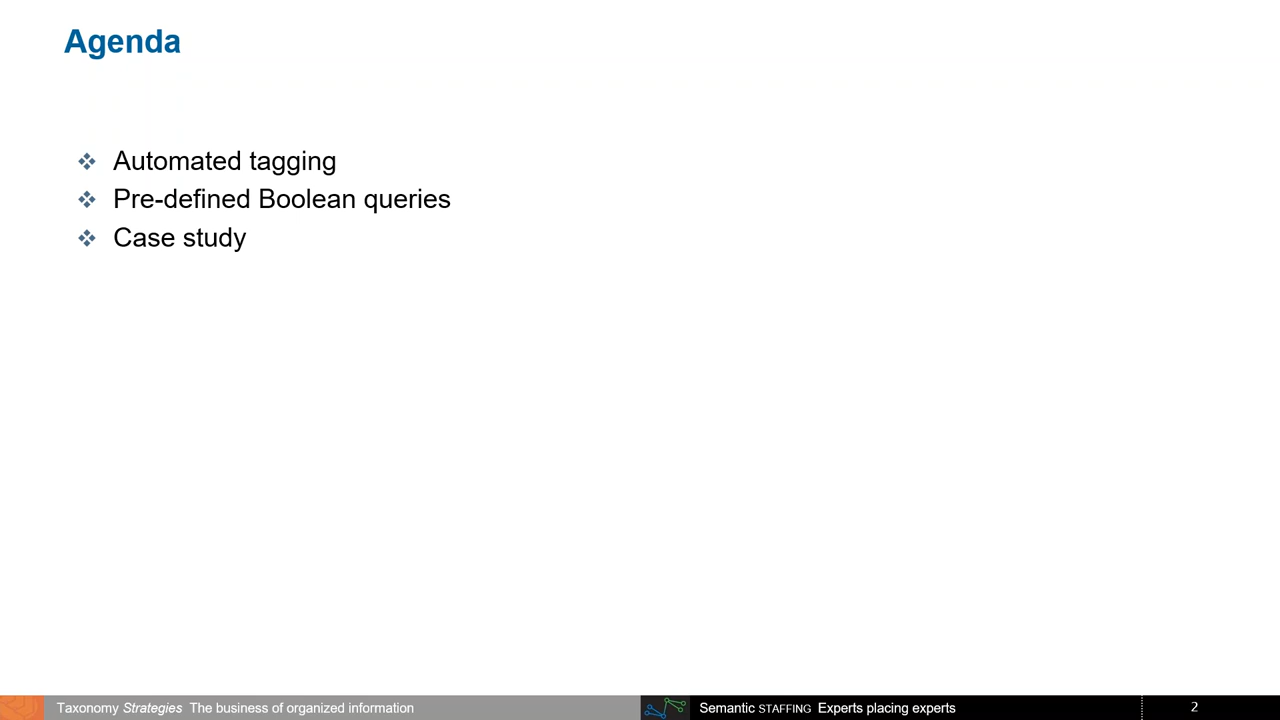 Agenda
Automated tagging
Pre-defined Boolean queries
Case study
Taxonomy Strategies The business of organized information
Semantic STAFFING Experts placing experts
2